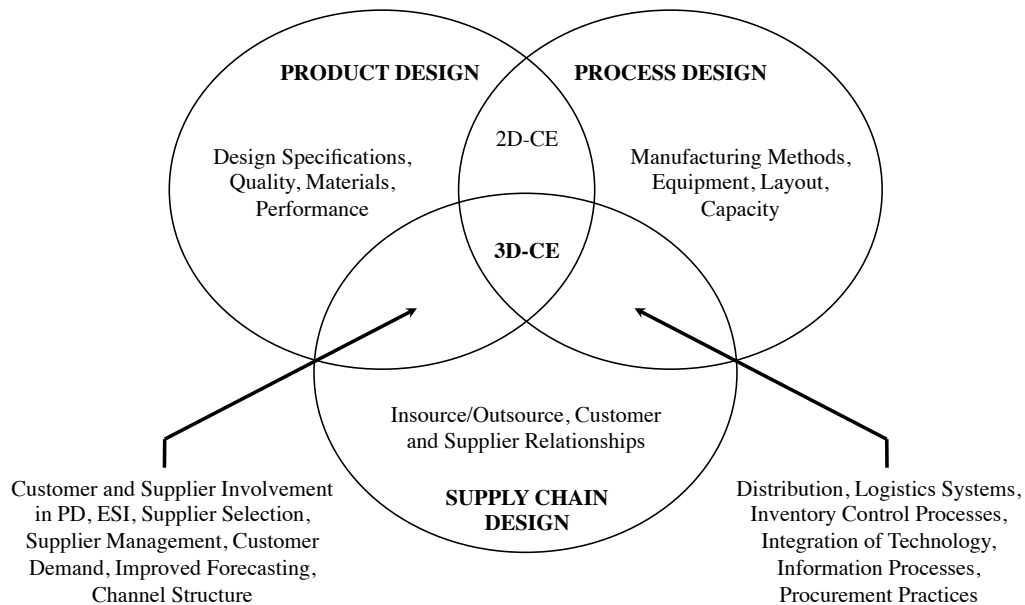 PRODUCT DESIGN
PROCESS DESIGN
2D-CE
Design Specifications,
Quality, Materials,
Performance
Manufacturing Methods,
Equipment, Layout,
Capacity
3D-CE
Insource/Outsource, Customer
and Supplier Relationships
SUPPLY CHAIN
DESIGN
Customer and Supplier Involvement
in PD, ESI, Supplier Selection,
Supplier Management, Customer
Demand, Improved Forecasting,
Channel Structure
Distribution, Logistics Systems,
Inventory Control Processes,
Integration of Technology,
Information Processes,
Procurement Practices